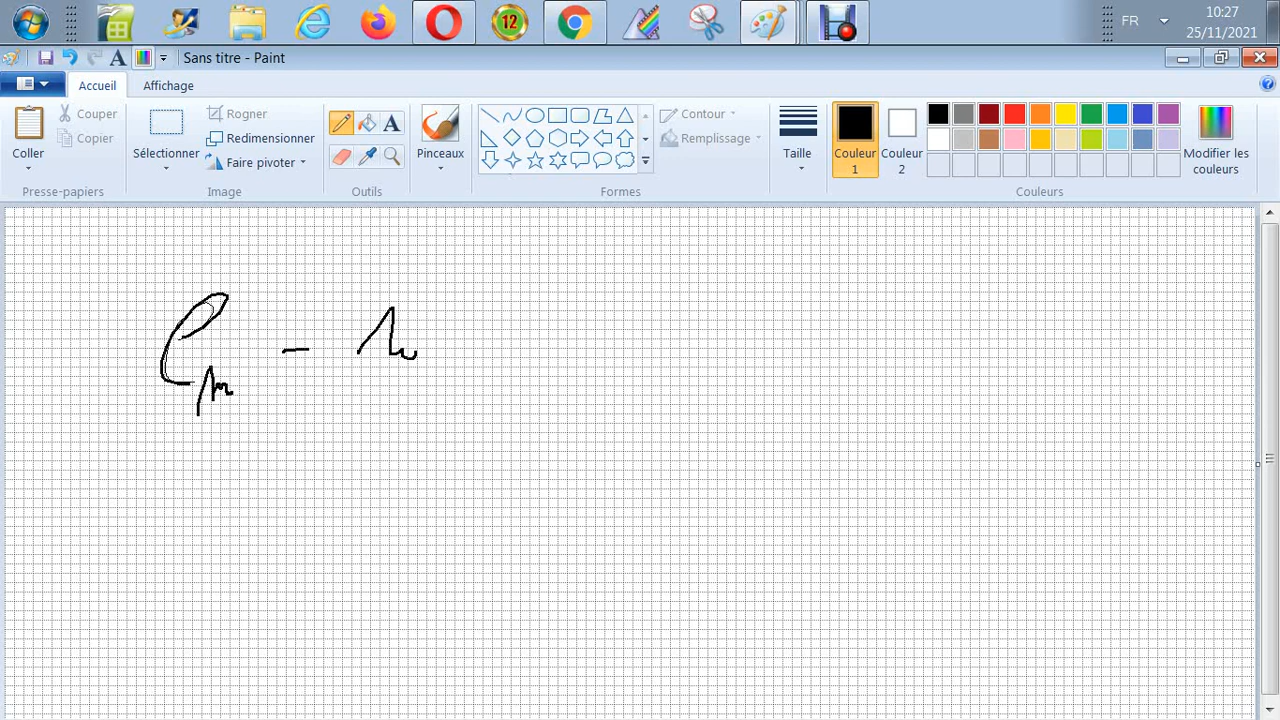 12
FR
10:27
25/11/2021
Sans titre - Paint
Accueil
Affichage
Coller
Couper
Copier
Presse-papiers
Sélectionner
Rogner
Redimensionner
Faire pivoter
Image
A
Outils
Pinceaux
Formes
Contour
Remplissage
Taille
Couleur
1
Couleur
2
Modifier les
couleurs
Couleurs